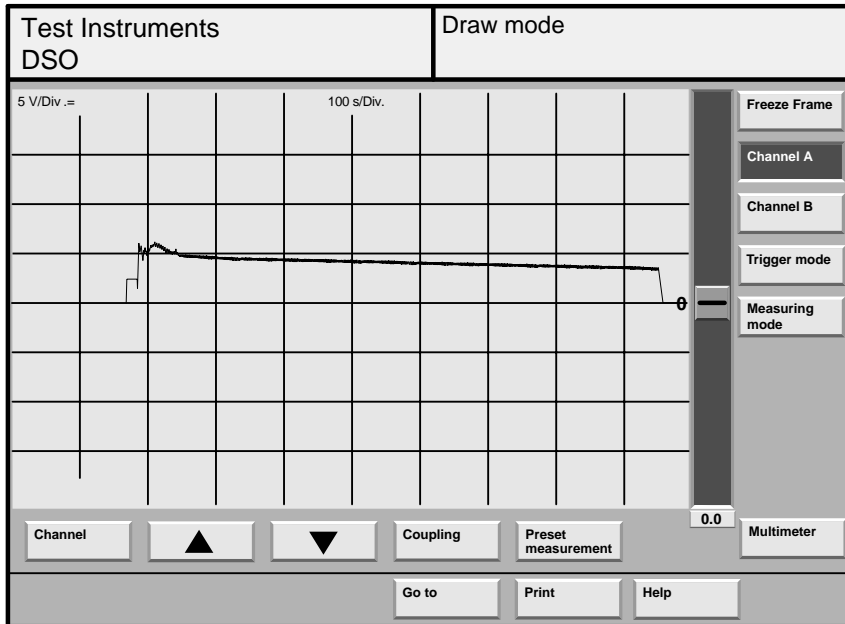 Test Instruments
DSO
Draw mode
5 V/Div .=
100 s/Div.
0
Freeze Frame
Channel A
Channel B
Trigger mode
Measuring
mode
0.0
Channel
Coupling
Preset
measurement
Multimeter
Go to
Print
Help